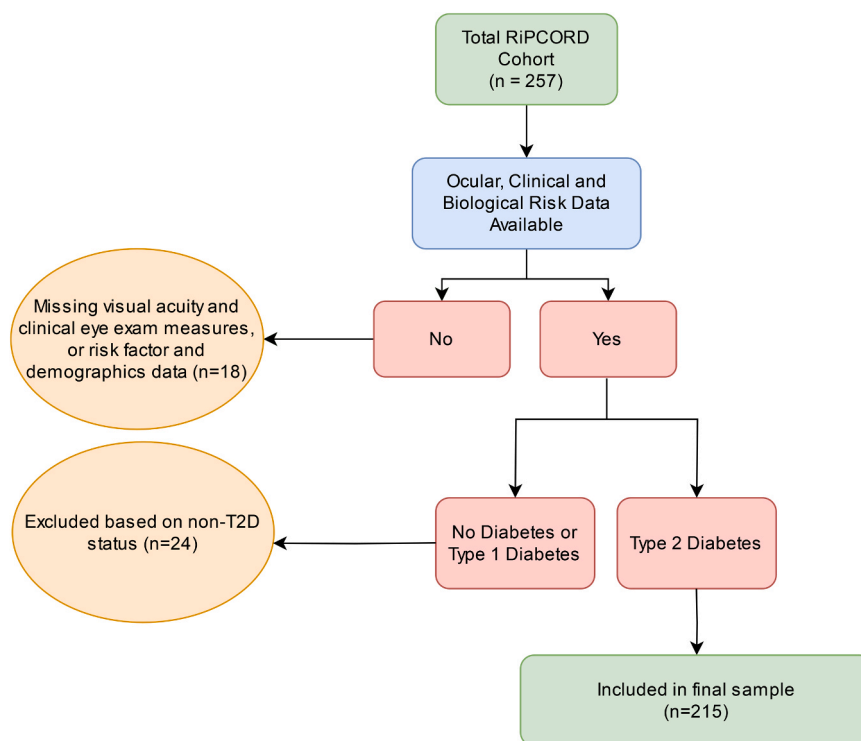 Total RiPCORD
Cohort
(n = 257)
Ocular, Clinical and
Biological Risk Data
Available
Missing visual acuity and
clinical eye exam measures,
or risk factor and
demographics data (n=18)
No
Yes
Excluded based on non-T2D
status (n=24)
No Diabetes or
Type 1 Diabetes
Type 2 Diabetes
Included in final sample
(n=215)